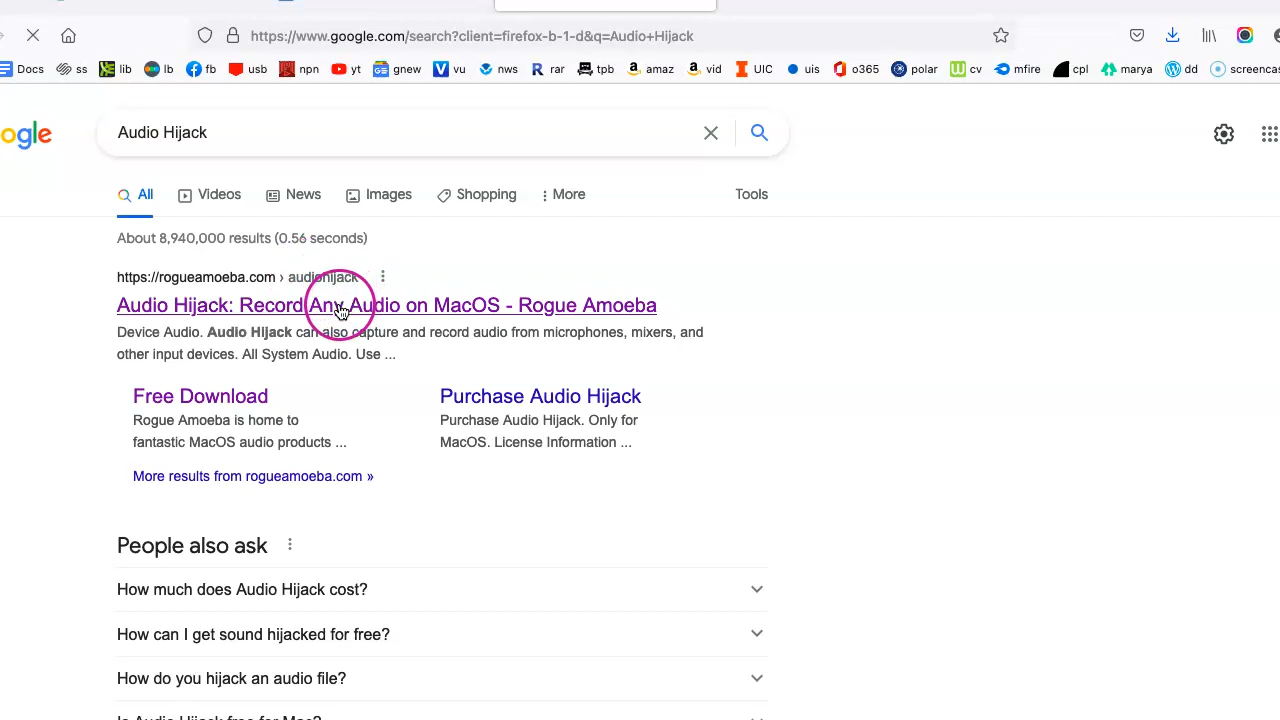 https://www.google.com/search?client=firefox-b-1-d&q=Audio+Hijack
Docs ss lib lb fb usb npn yt gnew vu nws rar tpb amaz vid UIC uis o365 polar cv mfire cpl marya dd screencas
ogle
Audio Hijack
All Videos News Images Shopping More Tools
About 8,940,000 results (0.56 seconds)
https://rogueamoeba.com › audiohijack
Audio Hijack: Record Any Audio on MacOS - Rogue Amoeba
Device Audio. Audio Hijack can also capture and record audio from microphones, mixers, and
other input devices. All System Audio. Use ...
Free Download Purchase Audio Hijack
Rogue Amoeba is home to Purchase Audio Hijack. Only for
fantastic MacOS audio products ... MacOS. License Information ...
More results from rogueamoeba.com »
People also ask
How much does Audio Hijack cost?
How can I get sound hijacked for free?
How do you hijack an audio file?
Is Audio Hijack free for Mac?